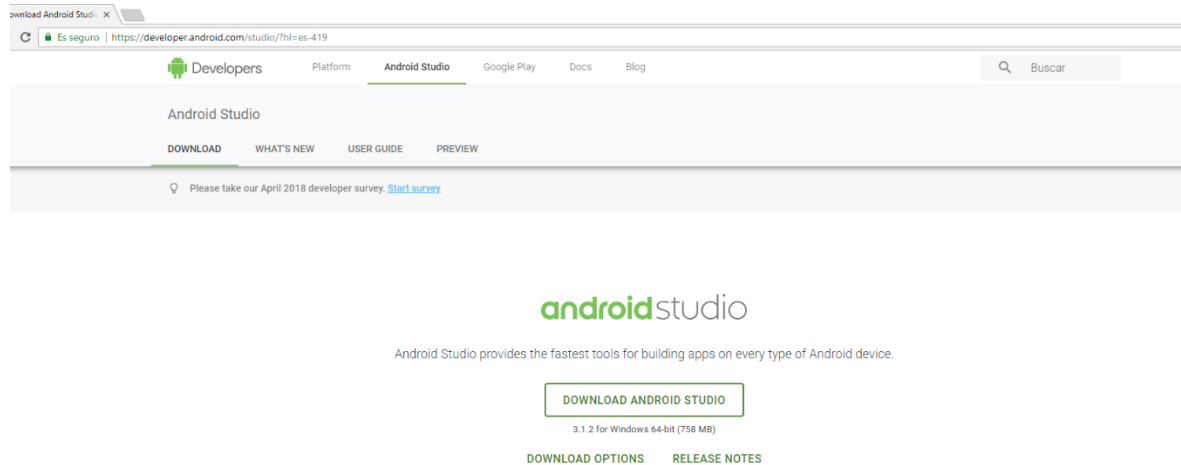 ownload Android Studi
Es seguro | https://developer.android.com/studio/?hl=es-419
Developers Platform Android Studio Google Play Docs Blog Buscar
Android Studio
DOWNLOAD WHAT'S NEW USER GUIDE PREVIEW
Please take our April 2018 developer survey. Start survey
android studio
Android Studio provides the fastest tools for building apps on every type of Android device.
DOWNLOAD ANDROID STUDIO
3.1.2 for Windows 64-bit (758 MB)
DOWNLOAD OPTIONS RELEASE NOTES